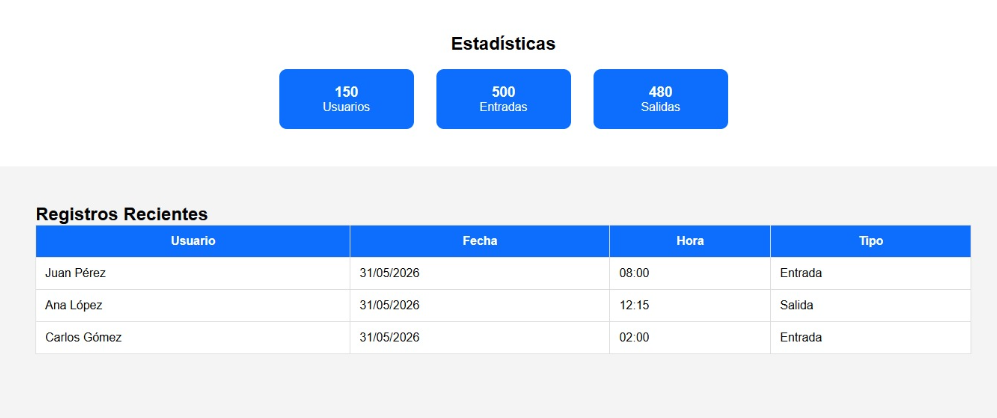 Estadísticas
150 500 480
Usuarios Entradas Salidas
Registros Recientes
Usuario Fecha Hora Tipo
Juan Pérez 31/05/2026 08:00 Entrada
Ana López 31/05/2026 12:15 Salida
Carlos Gómez 31/05/2026 02:00 Entrada